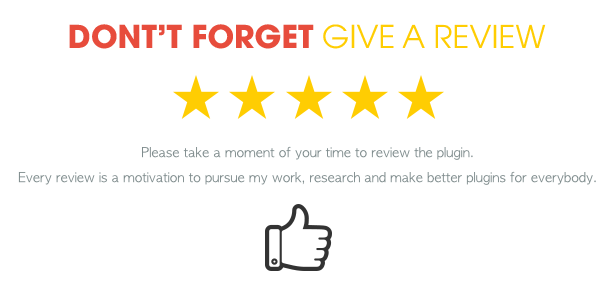 DONT'T FORGET GIVE A REVIEW
Please take a moment of your time to review the plugin.
Every review is a motivation to pursue my work, research and make better plugins for everybody.